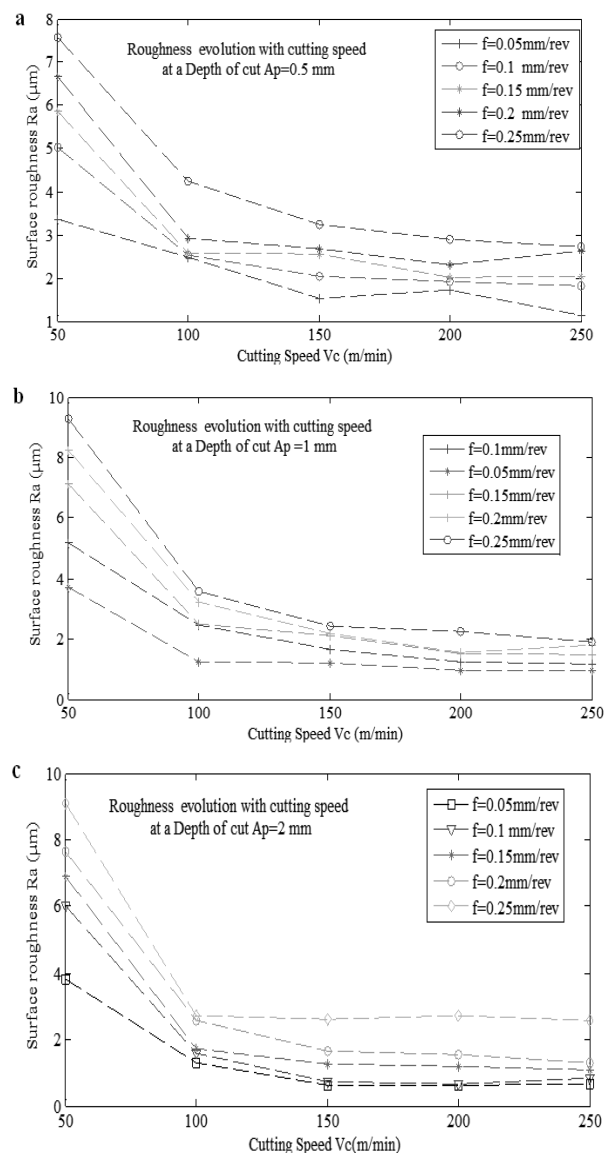 a
8
7
6
5
4
3
2
1
Surface roughness Ra (μm)
Roughness evolution with cutting speed
at a Depth of cut Ap=0.5 mm
f=0.05mm/rev
f=0.1 mm/rev
f=0.15 mm/rev
f=0.2 mm/rev
f=0.25mm/rev
50 100 150 200 250
Cutting Speed Vc (m/min)
b
10
8
6
4
2
0
Surface roughness Ra (μm)
Roughness evolution with cutting speed
at a Depth of cut Ap =1 mm
f=0.1mm/rev
f=0.05mm/rev
f=0.15mm/rev
f=0.2mm/rev
f=0.25mm/rev
50 100 150 200 250
Cutting Speed Vc(m/min)
c
10
8
6
4
2
0
Surface roughness Ra (μm)
Roughness evolution with cutting speed
at a Depth of cut Ap=2 mm
f=0.05mm/rev
f=0.1 mm/rev
f=0.15mm/rev
f=0.2mm/rev
f=0.25mm/rev
50 100 150 200 250
Cutting Speed Vc(m/min)